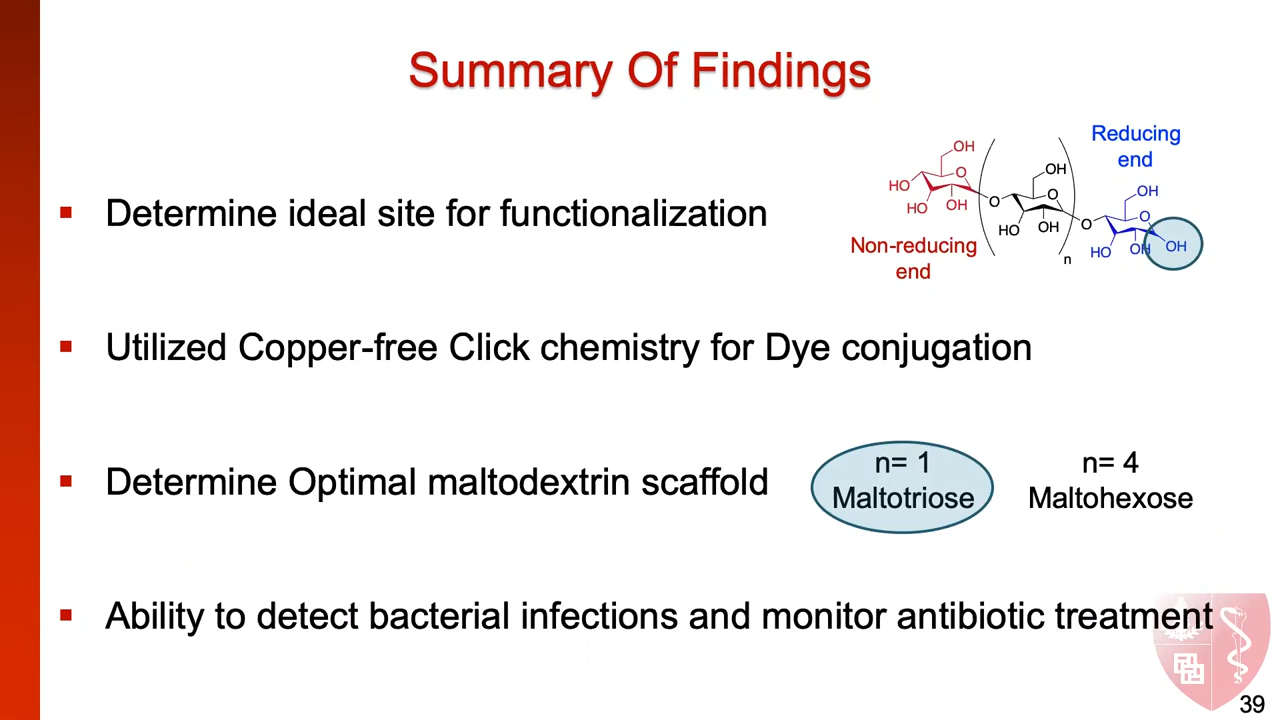 Summary Of Findings
▪ Determine ideal site for functionalization
OH
HO
O
HO
OH
Non-reducing
end
O
OH
O
HO
OH
n
O
Reducing
end
OH
O
HO
OH
OH
▪ Utilized Copper-free Click chemistry for Dye conjugation
▪ Determine Optimal maltodextrin scaffold
n= 1
Maltotriose
n= 4
Maltohexose
▪ Ability to detect bacterial infections and monitor antibiotic treatment
39